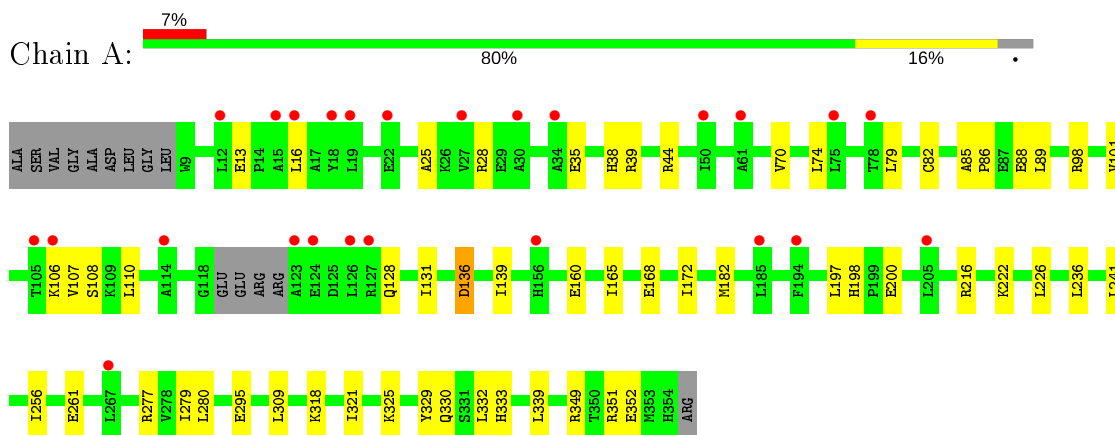 7%
Chain A:
80%
16%
•
ALA SER VAL GLY ALA ASP LEU GLY LEU W9 L12 E13 P14 A15 L16 A17 Y18 L19 E22 A25 K26 V27 R28 E29 A30 A34 E35 H38 R39 R44 I50 A61 V70 L74 L75 T78 L79 C82 A85 P86 E87 E88 L89 R98
T105 K106 V107 S108 K109 L110 A114 G118 GLU GLU ARG ARG A123 E124 D125 L126 R127 Q128 I131 D136 I139 H156 E160 I165 E168 I172 M182 L185 F194 L197 H198 P199 E200 L205 R216 K222 L226 L236 L241
I256 E261 L267 R277 V278 I279 L280 E295 L309 K318 I321 K325 Y329 Q330 S331 L332 H333 L339 R349 T350 R351 E352 M353 H354 ARG